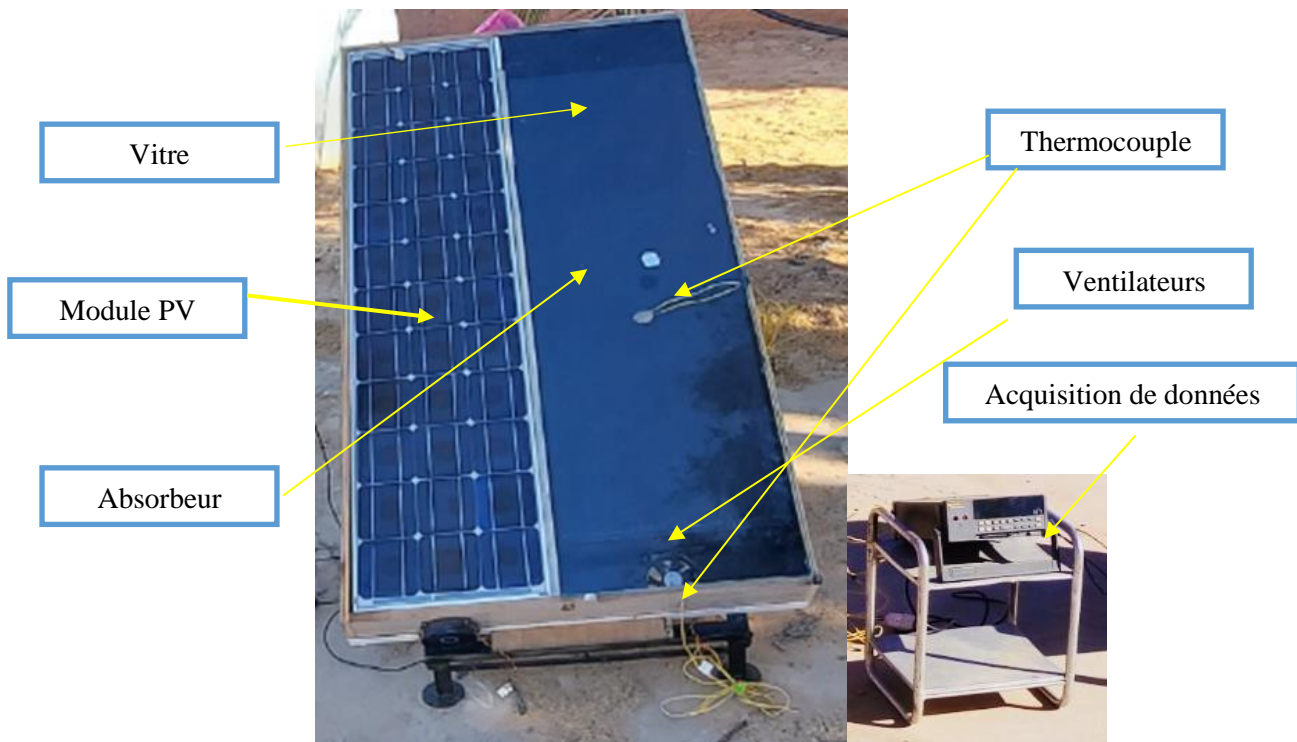 Vitre
Thermocouple
Module PV
Ventilateurs
Absorbeur
Acquisition de données